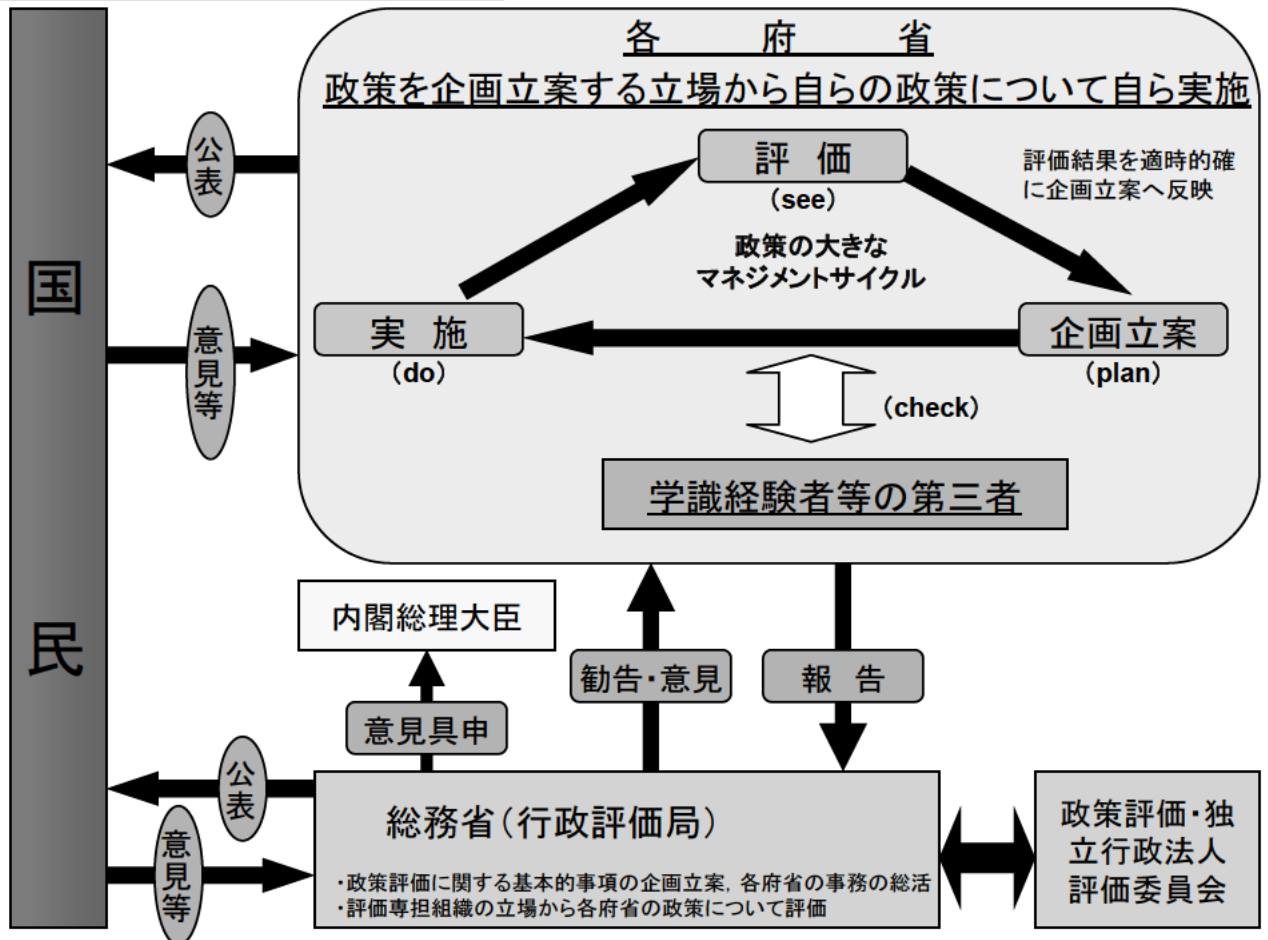 各府省
政策を企画立案する立場から自らの政策について自ら実施
公表
評価
(see)
評価結果を適時的確
に企画立案へ反映
政策の大きな
マネジメントサイクル
国民
意見等
実施
(do)
企画立案
(plan)
(check)
学識経験者等の第三者
内閣総理大臣
勧告・意見
報告
意見具申
公表
意見等
総務省(行政評価局)
・政策評価に関する基本的事項の企画立案,各府省の事務の総活
・評価専担組織の立場から各府省の政策について評価
政策評価・独
立行政法人
評価委員会